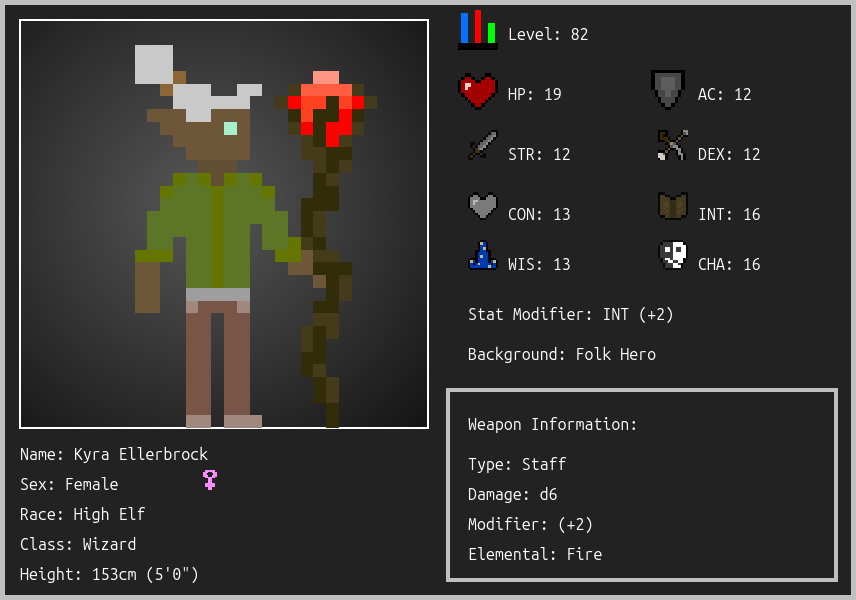 Level: 82
HP: 19
AC: 12
STR: 12
DEX: 12
CON: 13
INT: 16
WIS: 13
CHA: 16
Stat Modifier: INT (+2)
Background: Folk Hero
Weapon Information:
Type: Staff
Damage: d6
Modifier: (+2)
Elemental: Fire
Name: Kyra Ellerbrock
Sex: Female
Race: High Elf
Class: Wizard
Height: 153cm (5'0")